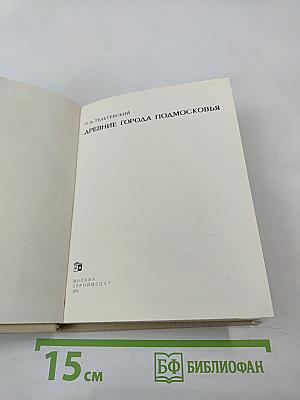 П. А. ТЕЛЬТЕВСКИЙ
ДРЕВНИЕ ГОРОДА ПОДМОСКОВЬЯ
МОСКВА
СТРОЙИЗДАТ
15 см
БФ БИБЛИОФАН